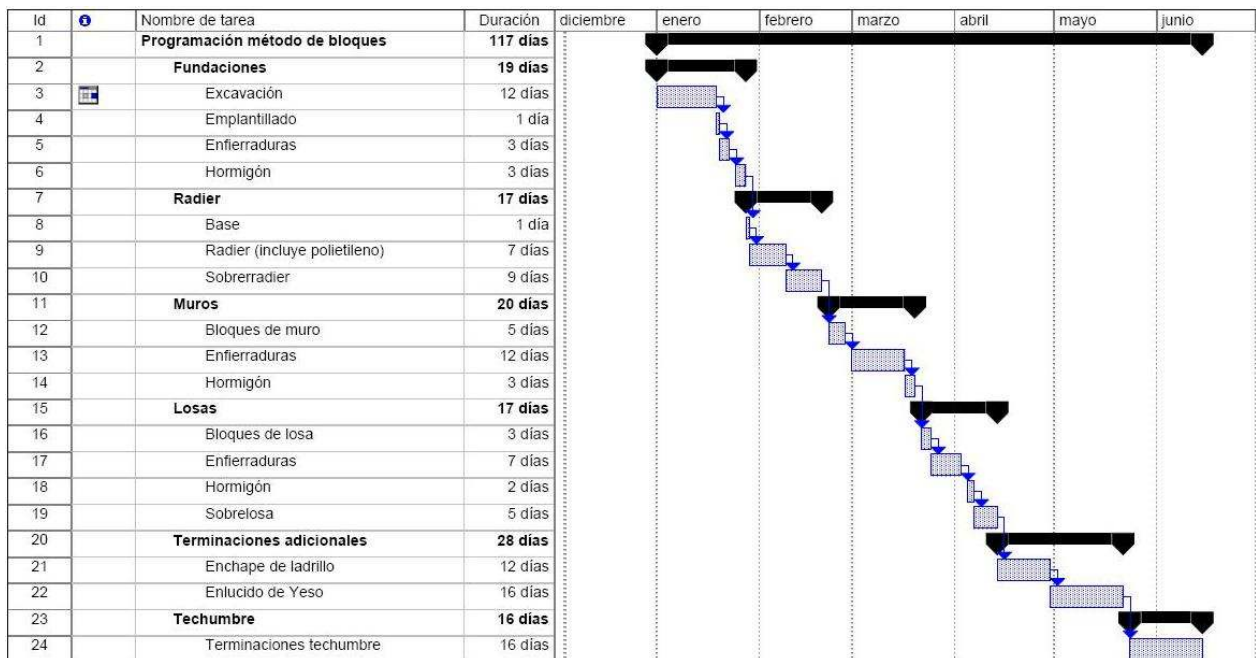 Id Nombre de tarea Duración diciembre enero febrero marzo abril mayo junio
1 Programación método de bloques 117 días
2 Fundaciones 19 días
3 Excavación 12 días
4 Emplantillado 1 día
5 Enfierraduras 3 días
6 Hormigón 3 días
7 Radier 17 días
8 Base 1 día
9 Radier (incluye polietileno) 7 días
10 Sobrerradier 9 días
11 Muros 20 días
12 Bloques de muro 5 días
13 Enfierraduras 12 días
14 Hormigón 3 días
15 Losas 17 días
16 Bloques de losa 3 días
17 Enfierraduras 7 días
18 Hormigón 2 días
19 Sobrelosa 5 días
20 Terminaciones adicionales 28 días
21 Enchape de ladrillo 12 días
22 Enlucido de Yeso 16 días
23 Techumbre 16 días
24 Terminaciones techumbre 16 días